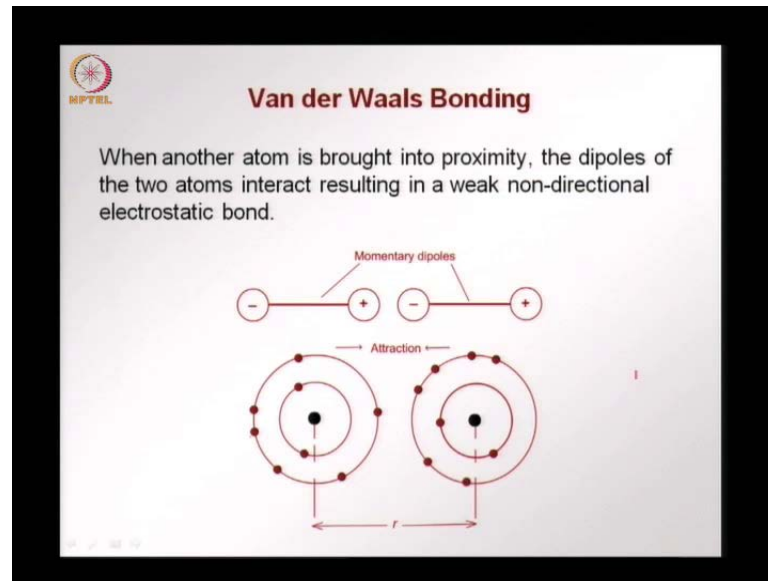 NPTEL
Van der Waals Bonding
When another atom is brought into proximity, the dipoles of
the two atoms interact resulting in a weak non-directional
electrostatic bond.
Momentary dipoles
− + − +
Attraction
r